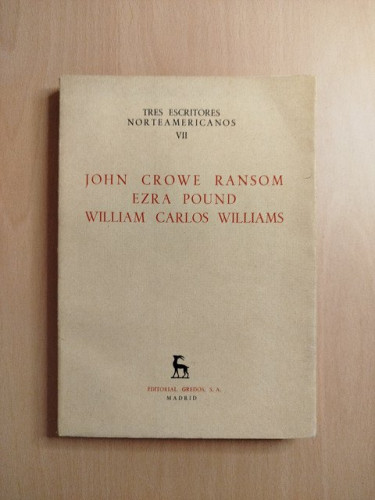 TRES ESCRITORES
NORTEAMERICANOS
VII
JOHN CROWE RANSOM
EZRA POUND
WILLIAM CARLOS WILLIAMS
EDITORIAL GREDOS, S. A.
MADRID